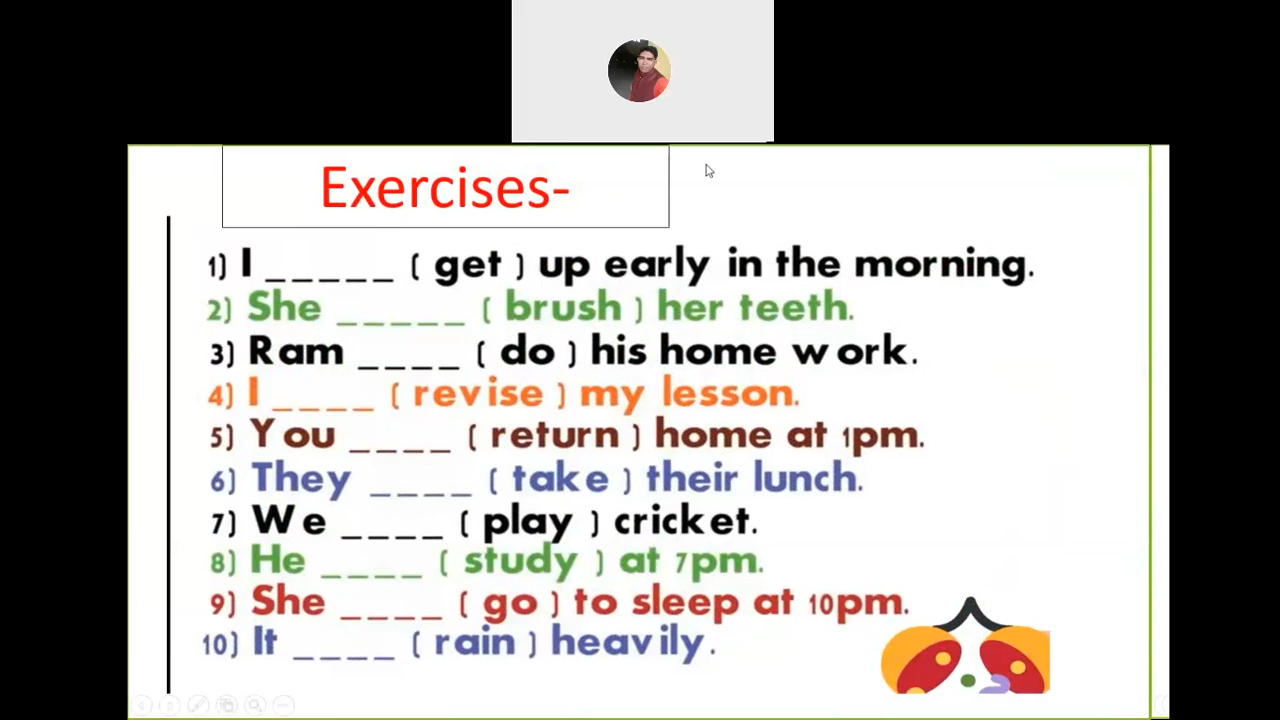 Exercises-
1) I _____ ( get ) up early in the morning.
2) She _____ ( brush ) her teeth.
3) Ram ____ ( do ) his home work.
4) I ____ ( revise ) my lesson.
5) You ____ ( return ) home at 1pm.
6) They ____ ( take ) their lunch.
7) We ____ ( play ) cricket.
8) He ____ ( study ) at 7pm.
9) She ____ ( go ) to sleep at 10pm.
10) It ____ ( rain ) heavily.